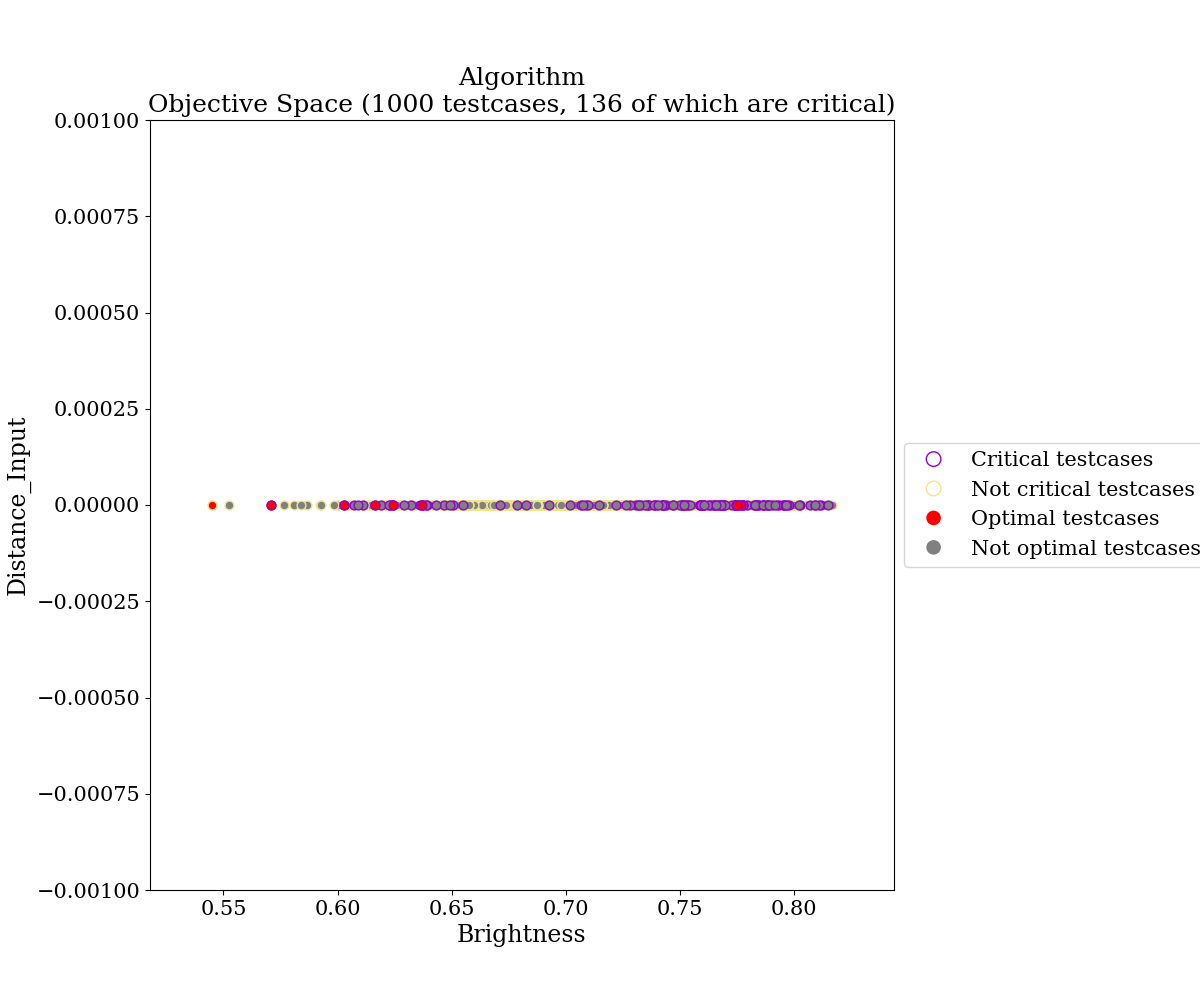 Algorithm
Objective Space (1000 testcases, 136 of which are critical)
0.00100
0.00075
0.00050
0.00025
0.00000
−0.00025
−0.00050
−0.00075
−0.00100
Distance_Input
0.55 0.60 0.65 0.70 0.75 0.80
Brightness
Critical testcases
Not critical testcases
Optimal testcases
Not optimal testcases